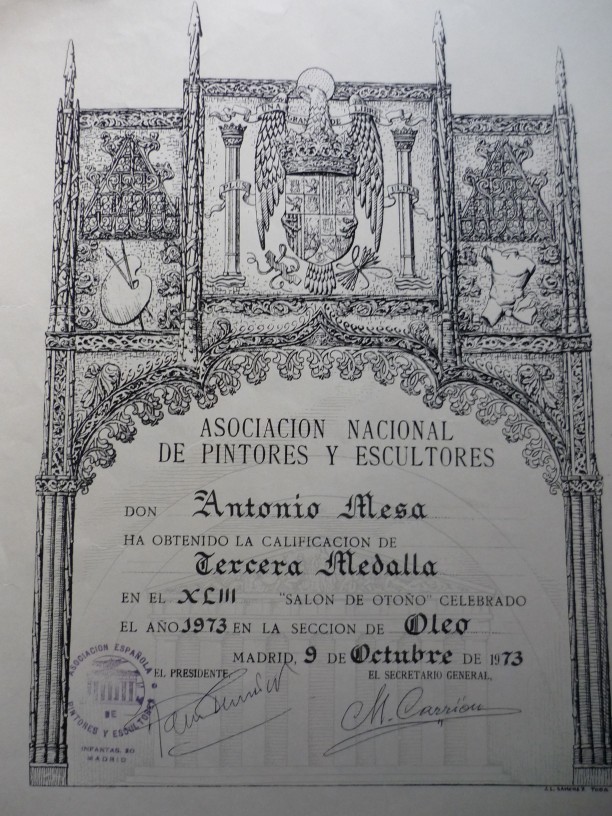 ASOCIACION NACIONAL
DE PINTORES Y ESCULTORES
DON Antonio Mesa
HA OBTENIDO LA CALIFICACION DE
Tercera Medalla
EN EL XLIII "SALON DE OTOÑO" CELEBRADO
EL AÑO 1973 EN LA SECCION DE Oleo
MADRID, 9 DE Octubre DE 1973
EL PRESIDENTE, EL SECRETARIO GENERAL,
M. Carrión
ASOCIACION ESPAÑOLA
DE
PINTORES Y ESCULTORES
INFANTAS, 30
MADRID